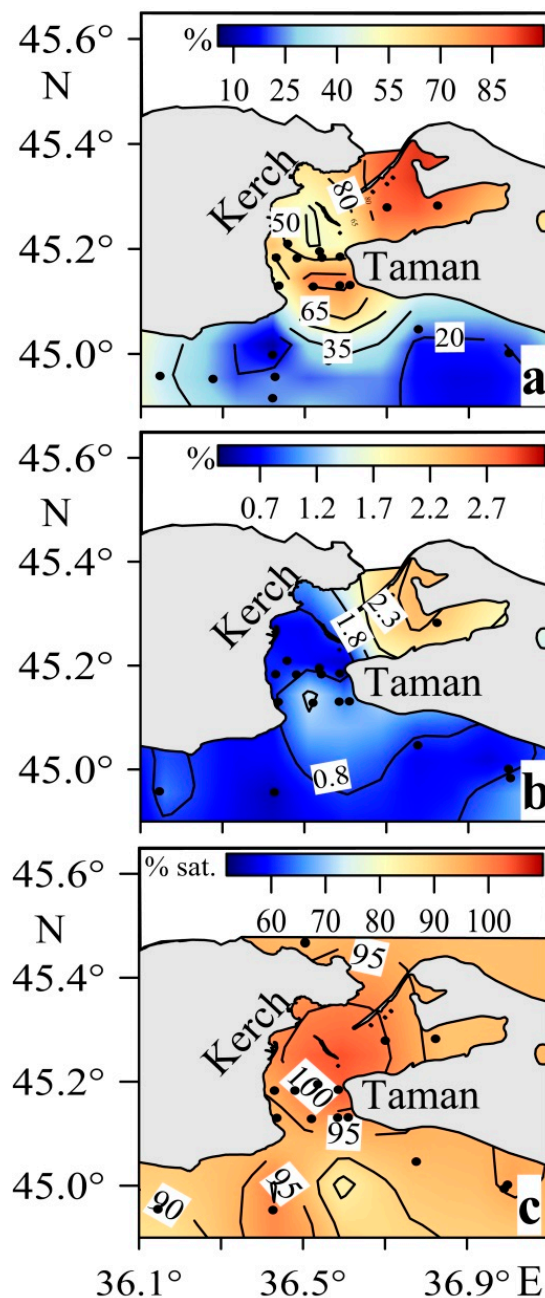 45.6°
%
10 25 40 55 70 85
N
45.4°
Kerch
80
50
45.2°
Taman
65
35
20
45.0°
a
45.6°
%
0.7 1.2 1.7 2.2 2.7
N
45.4°
Kerch
2.3
1.8
45.2°
Taman
45.0°
0.8
b
45.6°
% sat.
60 70 80 90 100
N
95
45.4°
Kerch
100
45.2°
Taman
95
95
45.0°
90
c
36.1° 36.5° 36.9° E